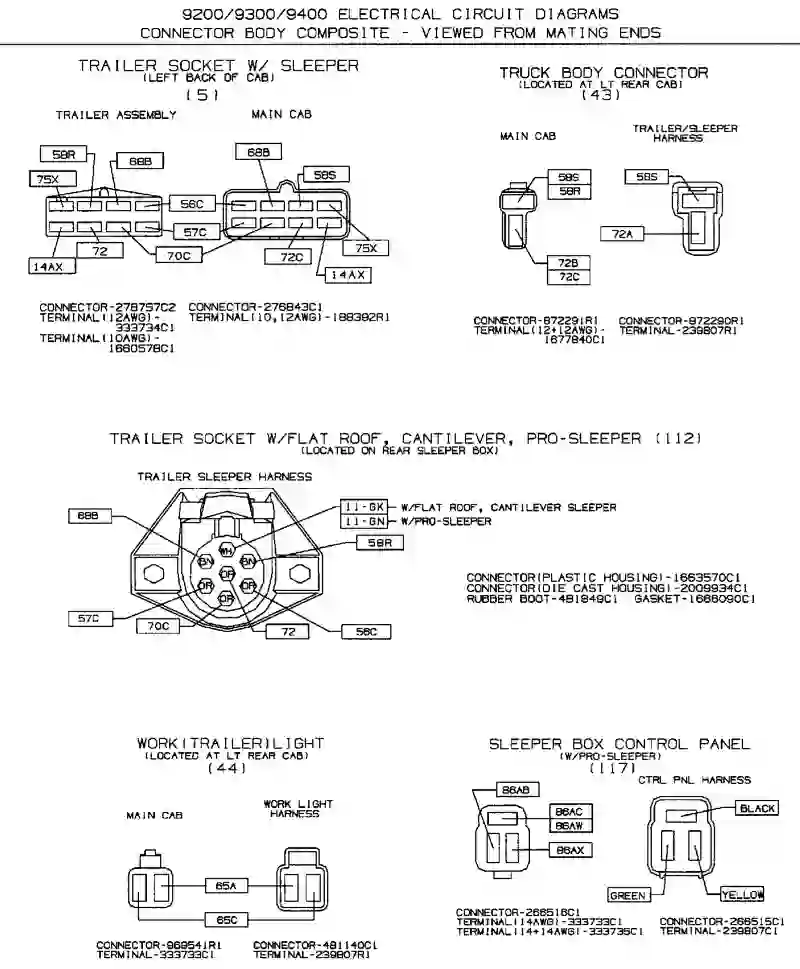 9200/9300/9400 ELECTRICAL CIRCUIT DIAGRAMS
CONNECTOR BODY COMPOSITE - VIEWED FROM MATING ENDS
TRAILER SOCKET W/ SLEEPER
(LEFT BACK OF CAB)
(5)
TRAILER ASSEMBLY
MAIN CAB
58R
68B
75X
56C
57C
14AX
72
70C
68B
58S
72C
75X
14AX
CONNECTOR-278757C2
TERMINAL(12AWG)-
333734C1
TERMINAL(10AWG)-
1660578C1
CONNECTOR-276843C1
TERMINAL(10,12AWG)-188392R1
TRUCK BODY CONNECTOR
(LOCATED AT LT REAR CAB)
(43)
MAIN CAB
TRAILER/SLEEPER
HARNESS
58S
58R
58S
72A
72B
72C
CONNECTOR-872291R1
TERMINAL(12+12AWG)-
1677840C1
CONNECTOR-972290R1
TERMINAL-239807R1
TRAILER SOCKET W/FLAT ROOF, CANTILEVER, PRO-SLEEPER (112)
(LOCATED ON REAR SLEEPER BOX)
TRAILER SLEEPER HARNESS
68B
11-GK - W/FLAT ROOF, CANTILEVER SLEEPER
11-GN - W/PRO-SLEEPER
58R
WH
BN
BN
OR
OR
OR
OR
57C
70C
72
56C
CONNECTOR(PLASTIC HOUSING)-1663570C1
CONNECTOR(DIE CAST HOUSING)-2009934C1
RUBBER BOOT-481949C1 GASKET-1666090C1
WORK(TRAILER)LIGHT
(LOCATED AT LT REAR CAB)
(44)
MAIN CAB
WORK LIGHT
HARNESS
65A
65C
CONNECTOR-969541R1
TERMINAL-333733C1
CONNECTOR-481140C1
TERMINAL-239807R1
SLEEPER BOX CONTROL PANEL
(W/PRO-SLEEPER)
(117)
CTRL PNL HARNESS
86AB
86AC
86AW
86AX
BLACK
GREEN
YELLOW
CONNECTOR-266516C1
TERMINAL(14AWG)-333733C1
TERMINAL(14+14AWG)-333735C1
CONNECTOR-266515C1
TERMINAL-239807C1